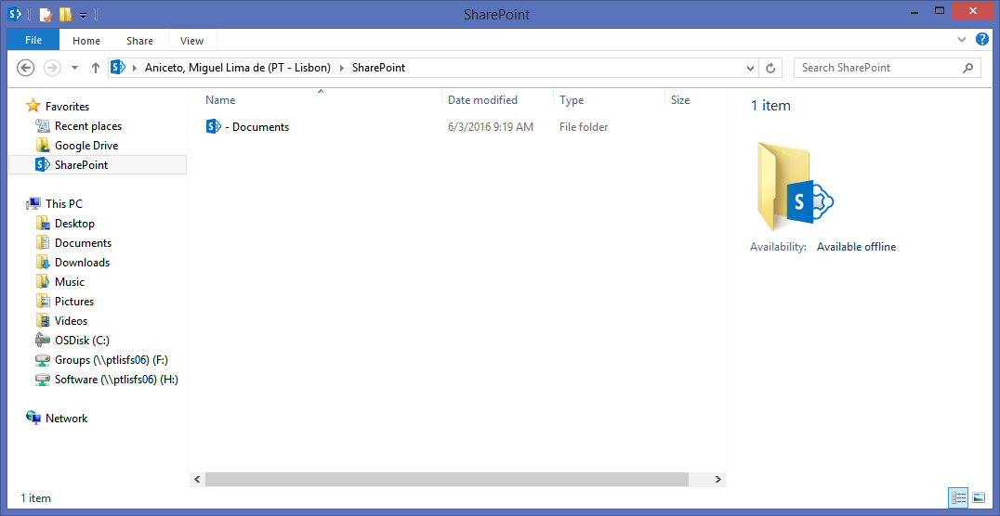 SharePoint
File Home Share View
Aniceto, Miguel Lima de (PT - Lisbon) SharePoint Search SharePoint
Name Date modified Type Size
- Documents 6/3/2016 9:19 AM File folder
Favorites
Recent places
Google Drive
SharePoint
This PC
Desktop
Documents
Downloads
Music
Pictures
Videos
OSDisk (C:)
Groups (\\ptlisfs06) (F:)
Software (\\ptlisfs06) (H:)
Network
1 item
S
Availability: Available offline
1 item